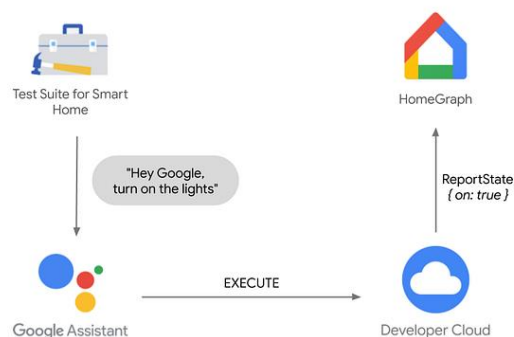 Test Suite for Smart
Home
HomeGraph
"Hey Google,
turn on the lights"
ReportState
{ on: true }
EXECUTE
Google Assistant
Developer Cloud